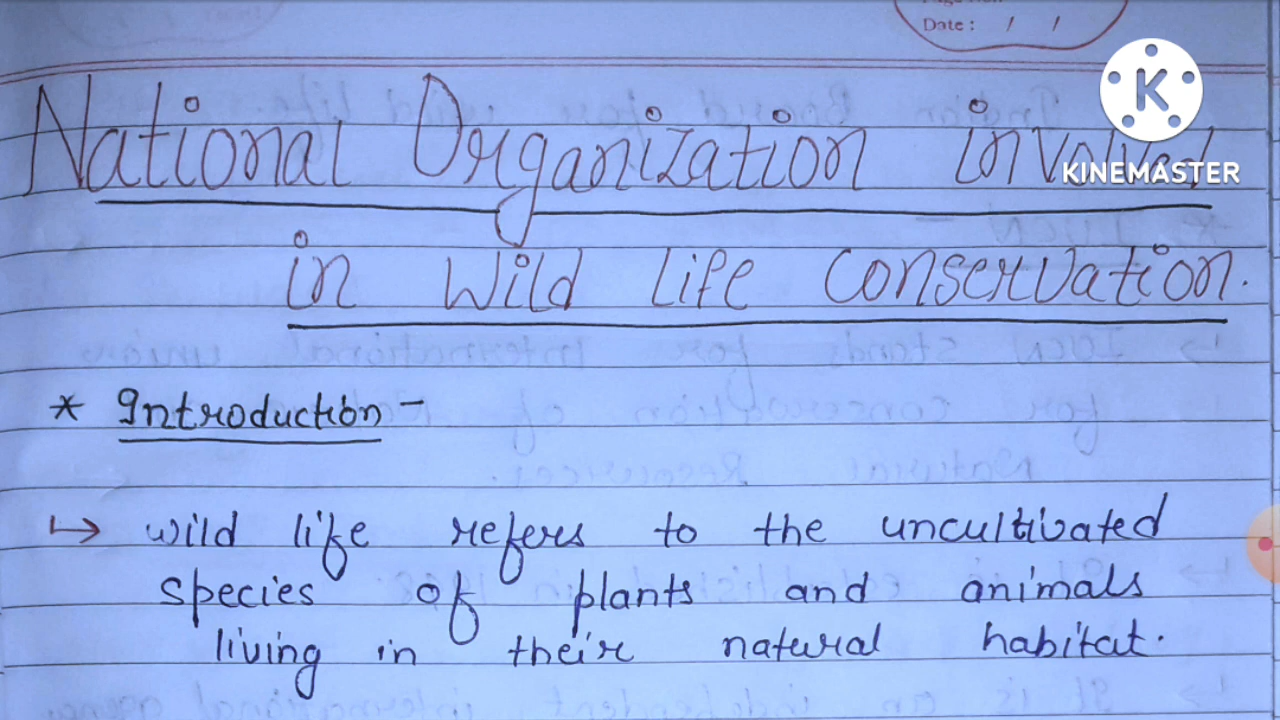 Date : / /
National Organization involved
in Wild Life Conservation.
KINEMASTER
* Introduction -
↳ Wild life refers to the uncultivated
species of plants and animals
living in their natural habitat.